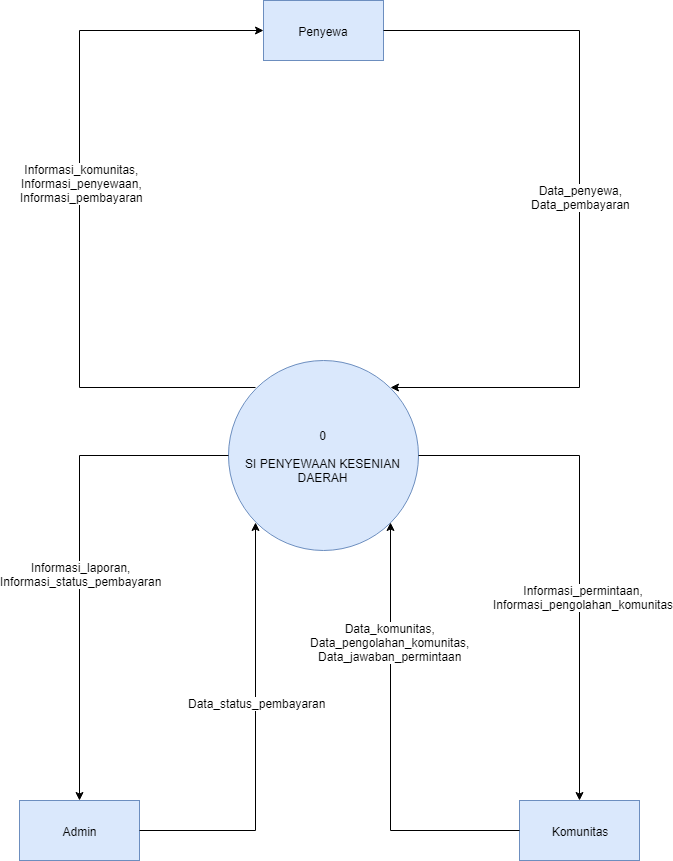 Penyewa
Informasi_komunitas,
Informasi_penyewaan,
Informasi_pembayaran
Data_penyewa,
Data_pembayaran
0
SI PENYEWAAN KESENIAN
DAERAH
Informasi_laporan,
Informasi_status_pembayaran
Informasi_permintaan,
Informasi_pengolahan_komunitas
Data_komunitas,
Data_pengolahan_komunitas,
Data_jawaban_permintaan
Data_status_pembayaran
Admin
Komunitas